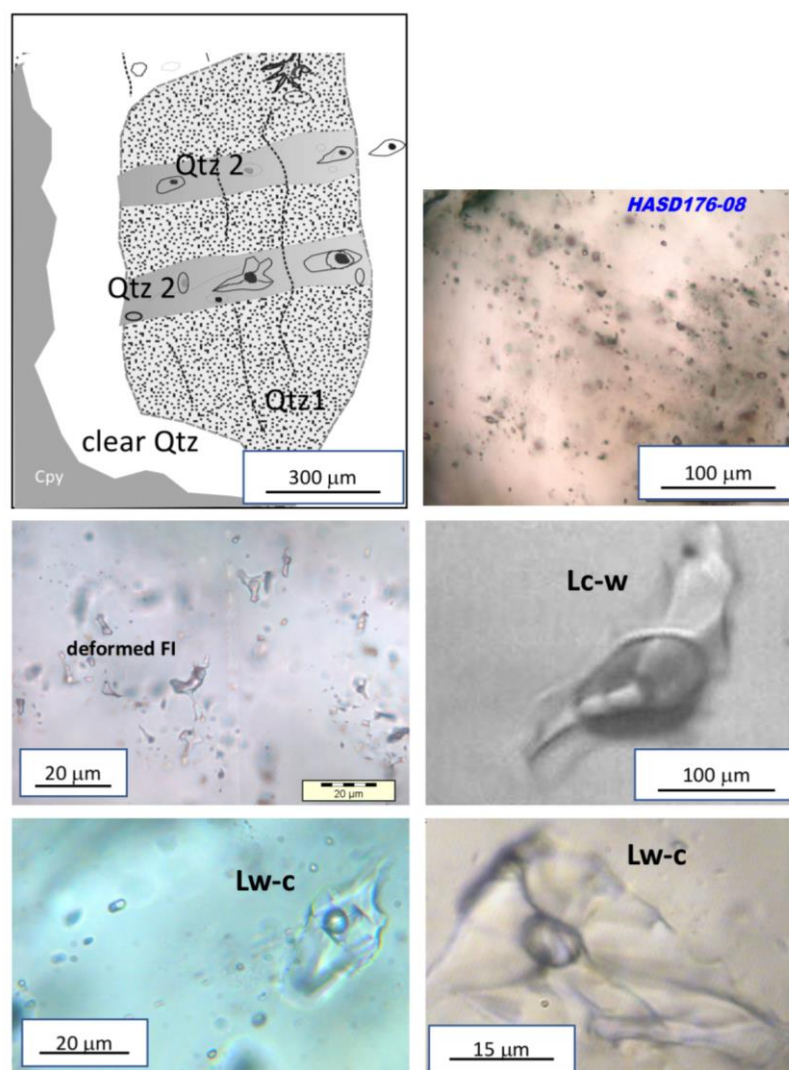 Qtz 2
Qtz 2
Qtz1
clear Qtz
Cpy
300 μm
HASD176-08
100 μm
deformed FI
20 μm
20 μm
Lc-w
100 μm
Lw-c
20 μm
Lw-c
15 μm